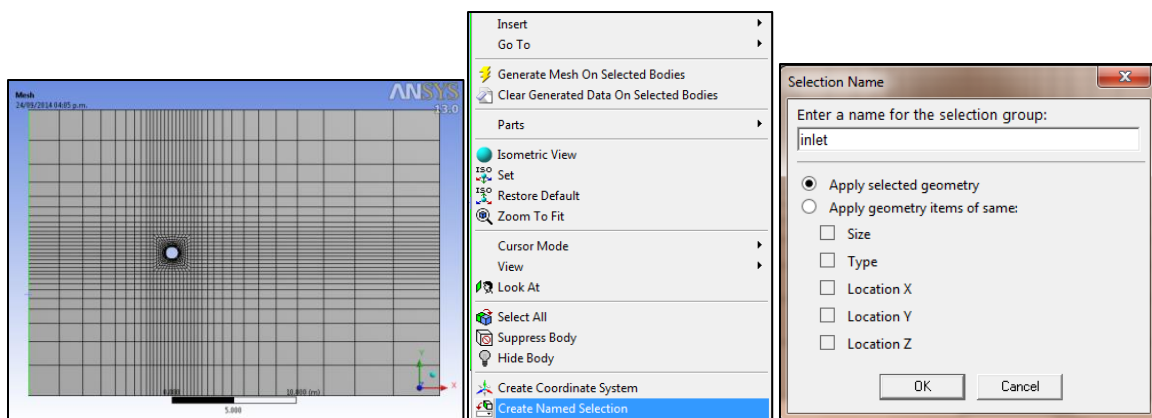 Mesh
24/09/2014 04:05 p.m.
ANSYS
13.0
Y
X
0.000
10.000 (m)
5.000
Insert
Go To
Generate Mesh On Selected Bodies
Clear Generated Data On Selected Bodies
Parts
Isometric View
ISO Set
ISO Restore Default
Zoom To Fit
Cursor Mode
View
Look At
Select All
Suppress Body
Hide Body
Create Coordinate System
Create Named Selection
Selection Name
X
Enter a name for the selection group:
inlet
Apply selected geometry
Apply geometry items of same:
Size
Type
Location X
Location Y
Location Z
OK
Cancel